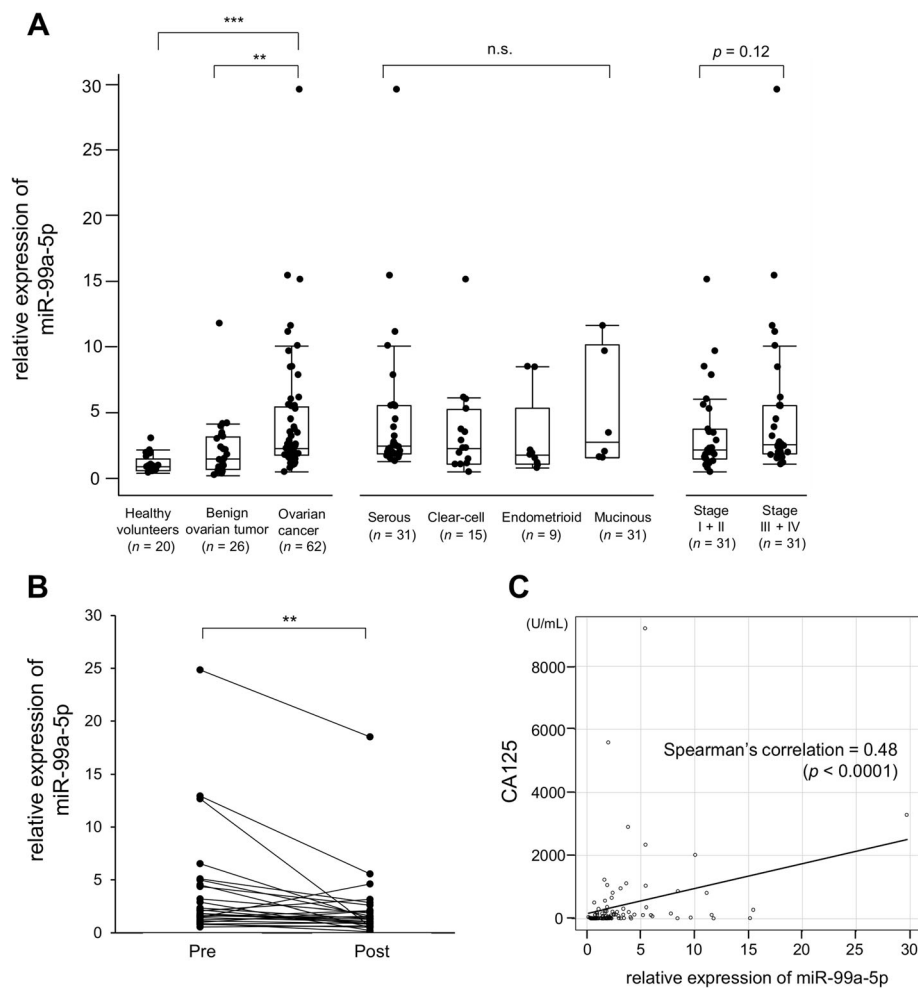 A
***
**
n.s.
p = 0.12
relative expression of
miR-99a-5p
30
25
20
15
10
5
0
Healthy
volunteers
(n = 20)
Benign
ovarian tumor
(n = 26)
Ovarian
cancer
(n = 62)
Serous
(n = 31)
Clear-cell
(n = 15)
Endometrioid
(n = 9)
Mucinous
(n = 31)
Stage
I + II
(n = 31)
Stage
III + IV
(n = 31)
B
**
relative expression of
miR-99a-5p
30
25
20
15
10
5
0
Pre
Post
C
(U/mL)
CA125
8000
6000
4000
2000
0
Spearman's correlation = 0.48
(p < 0.0001)
0
5
10
15
20
25
30
relative expression of miR-99a-5p